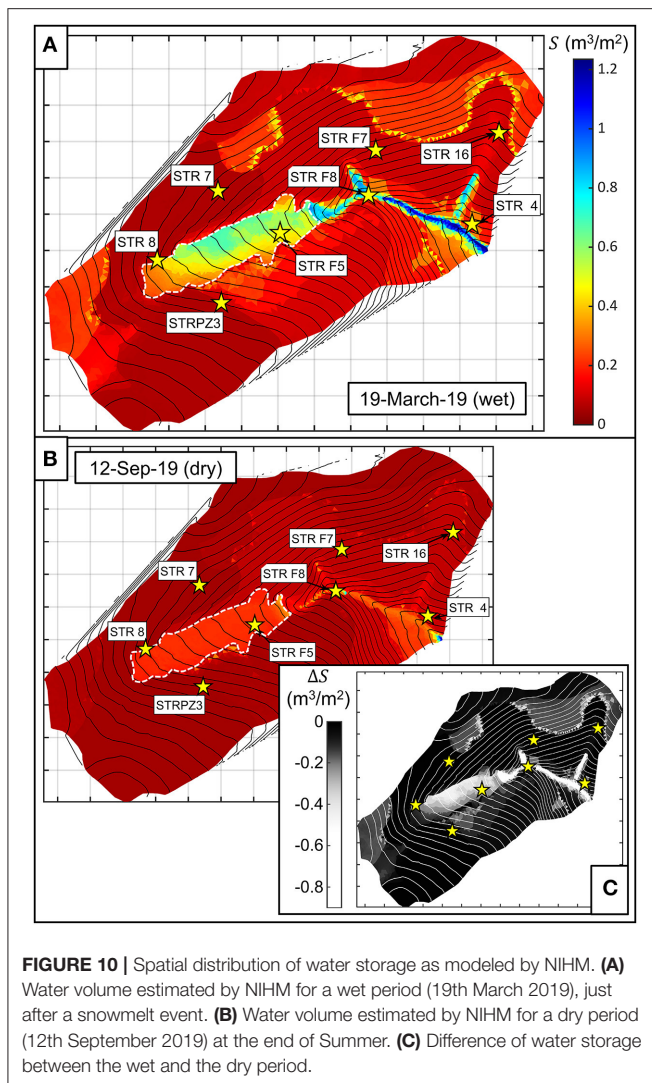 A
S (m³/m²)
1.2
1
0.8
0.6
0.4
0.2
0
STR F7
STR 16
STR 7
STR F8
STR 4
STR 8
STR F5
STRPZ3
19-March-19 (wet)
B
12-Sep-19 (dry)
STR F7
STR 16
STR 7
STR F8
STR 4
STR 8
STR F5
STRPZ3
ΔS
(m³/m²)
0
-0.2
-0.4
-0.6
-0.8
C
FIGURE 10 | Spatial distribution of water storage as modeled by NIHM. (A)
Water volume estimated by NIHM for a wet period (19th March 2019), just
after a snowmelt event. (B) Water volume estimated by NIHM for a dry period
(12th September 2019) at the end of Summer. (C) Difference of water storage
between the wet and the dry period.